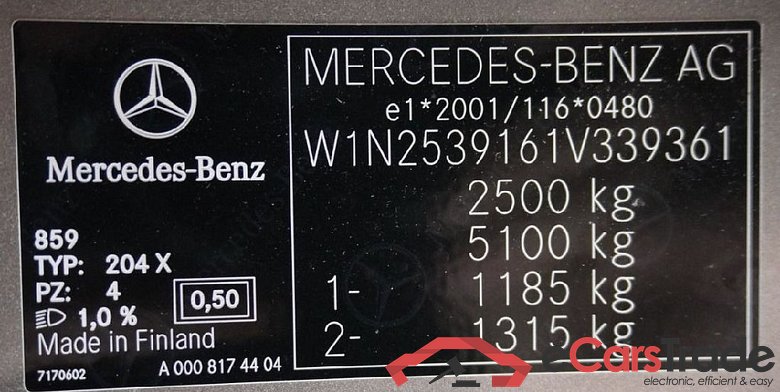 Mercedes-Benz
859
TYP: 204 X
PZ: 4
0,50
1,0 %
Made in Finland
7170602 A 000 817 44 04
MERCEDES-BENZ AG
e1*2001/116*0480
W1N2539161V339361
2500 kg
5100 kg
1- 1185 kg
2- 1315 kg
eCarsTrade
electronic, efficient & easy